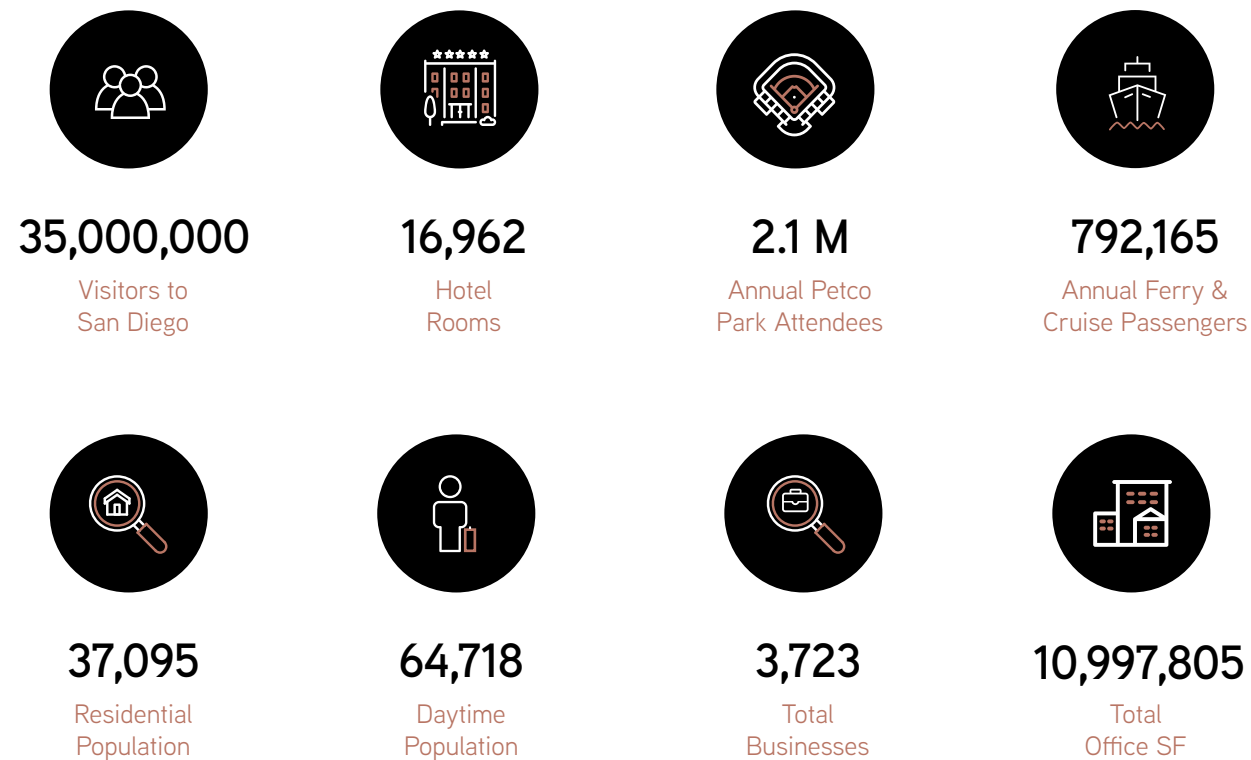 35,000,000
Visitors to
San Diego
16,962
Hotel
Rooms
2.1 M
Annual Petco
Park Attendees
792,165
Annual Ferry &
Cruise Passengers
37,095
Residential
Population
64,718
Daytime
Population
3,723
Total
Businesses
10,997,805
Total
Office SF